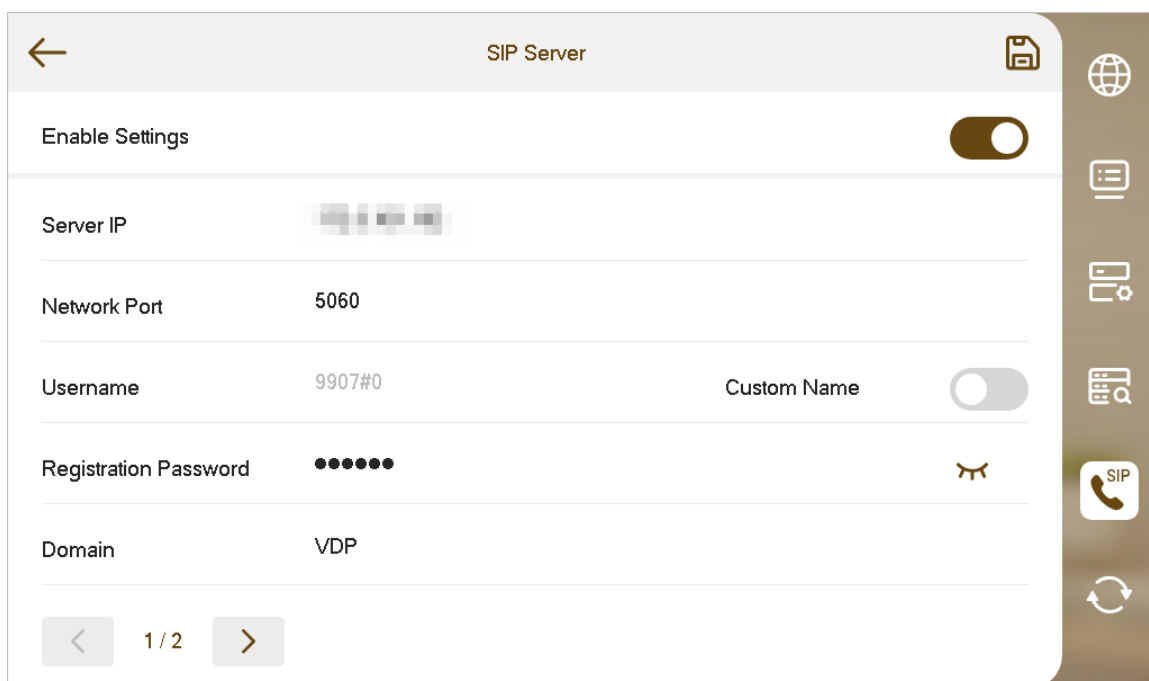 SIP Server
Enable Settings
Server IP
Network Port 5060
Username 9907#0 Custom Name
Registration Password ●●●●●●
SIP
Domain VDP
1 / 2